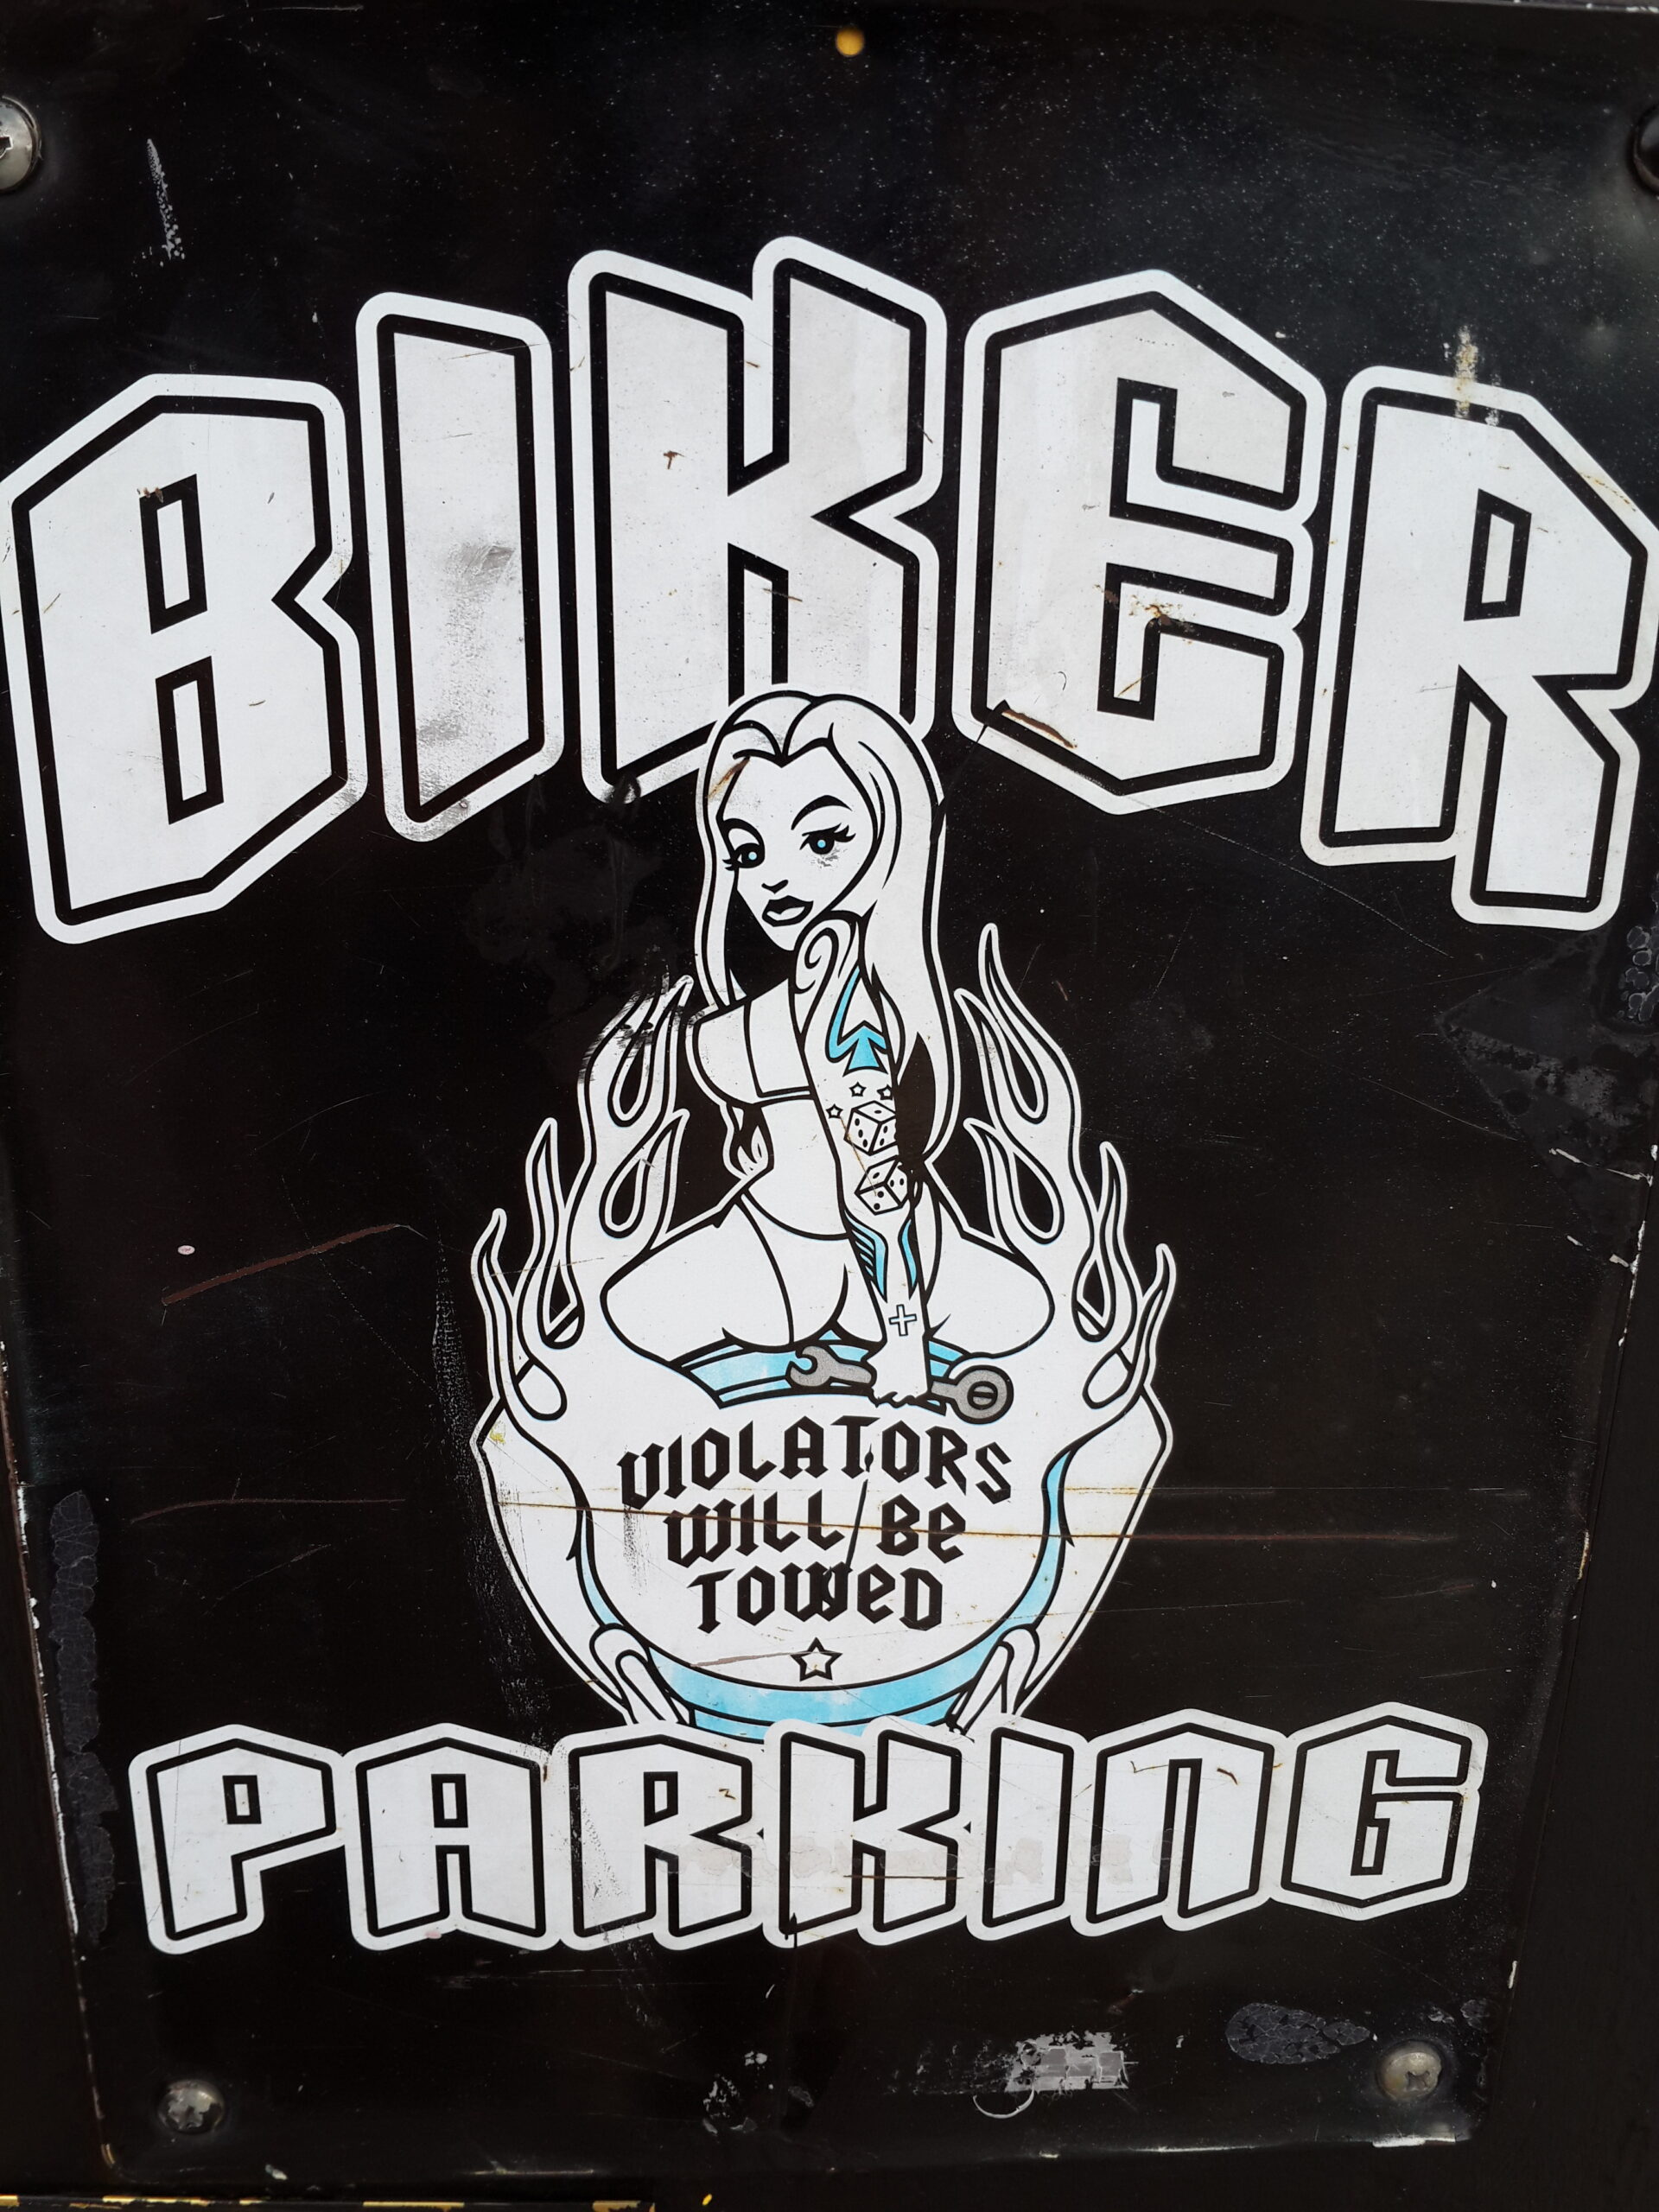 BIKER
VIOLATORS
WILL BE
TOWED
PARKING